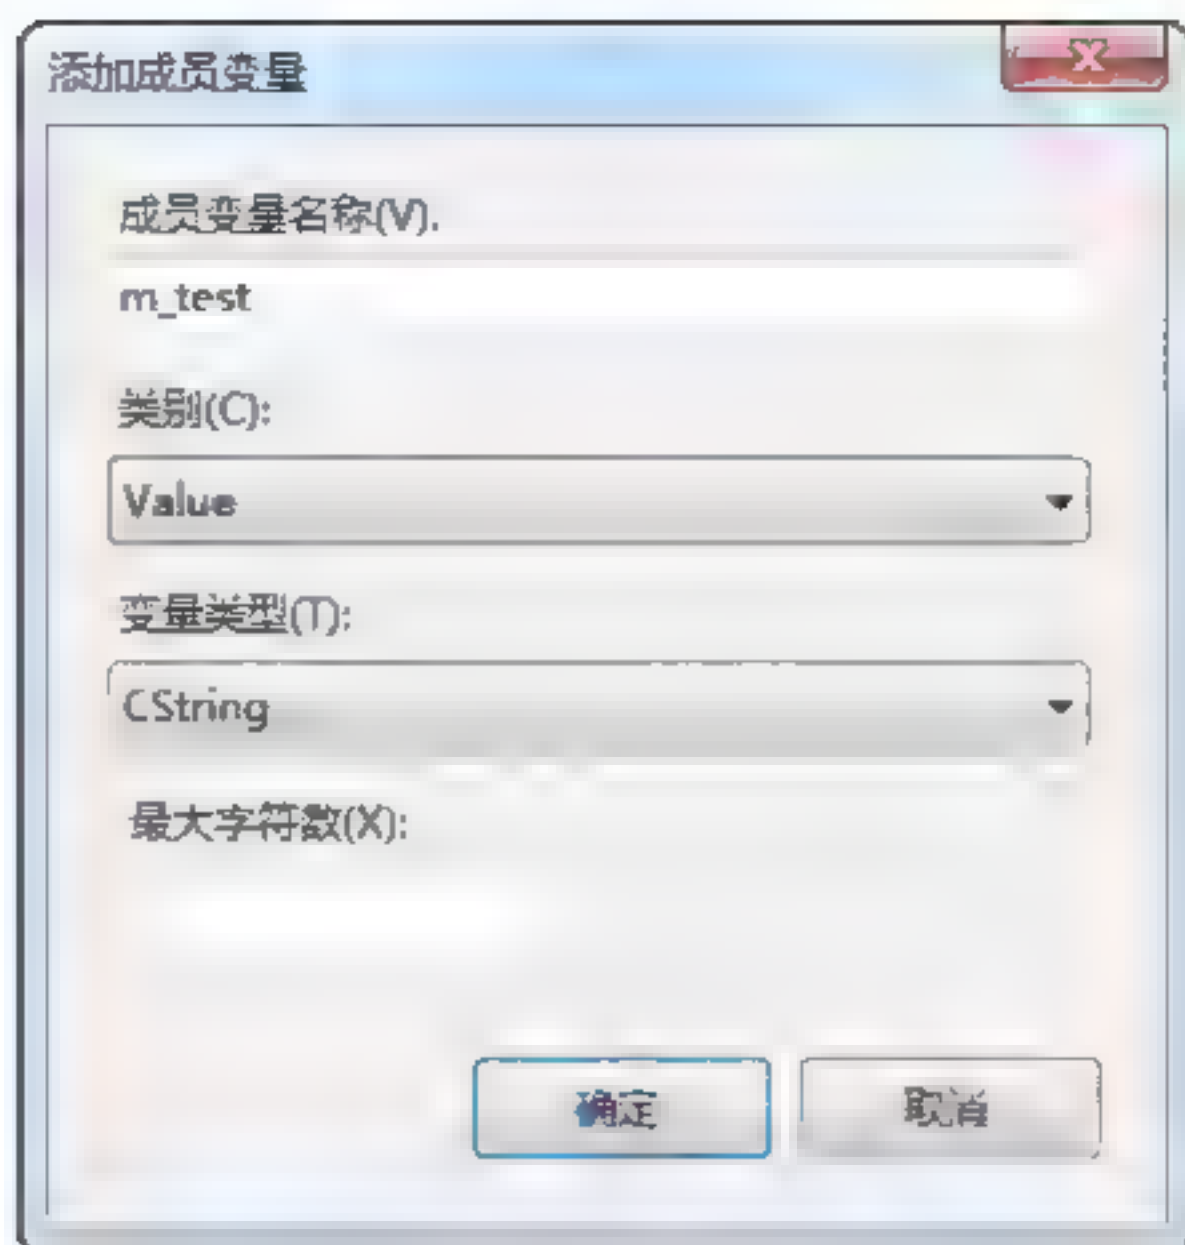 添加成员变量
成员变量名称(V).
m_test
类别(C):
Value
变量类型(T):
CString
最大字符数(X):
确定
取消